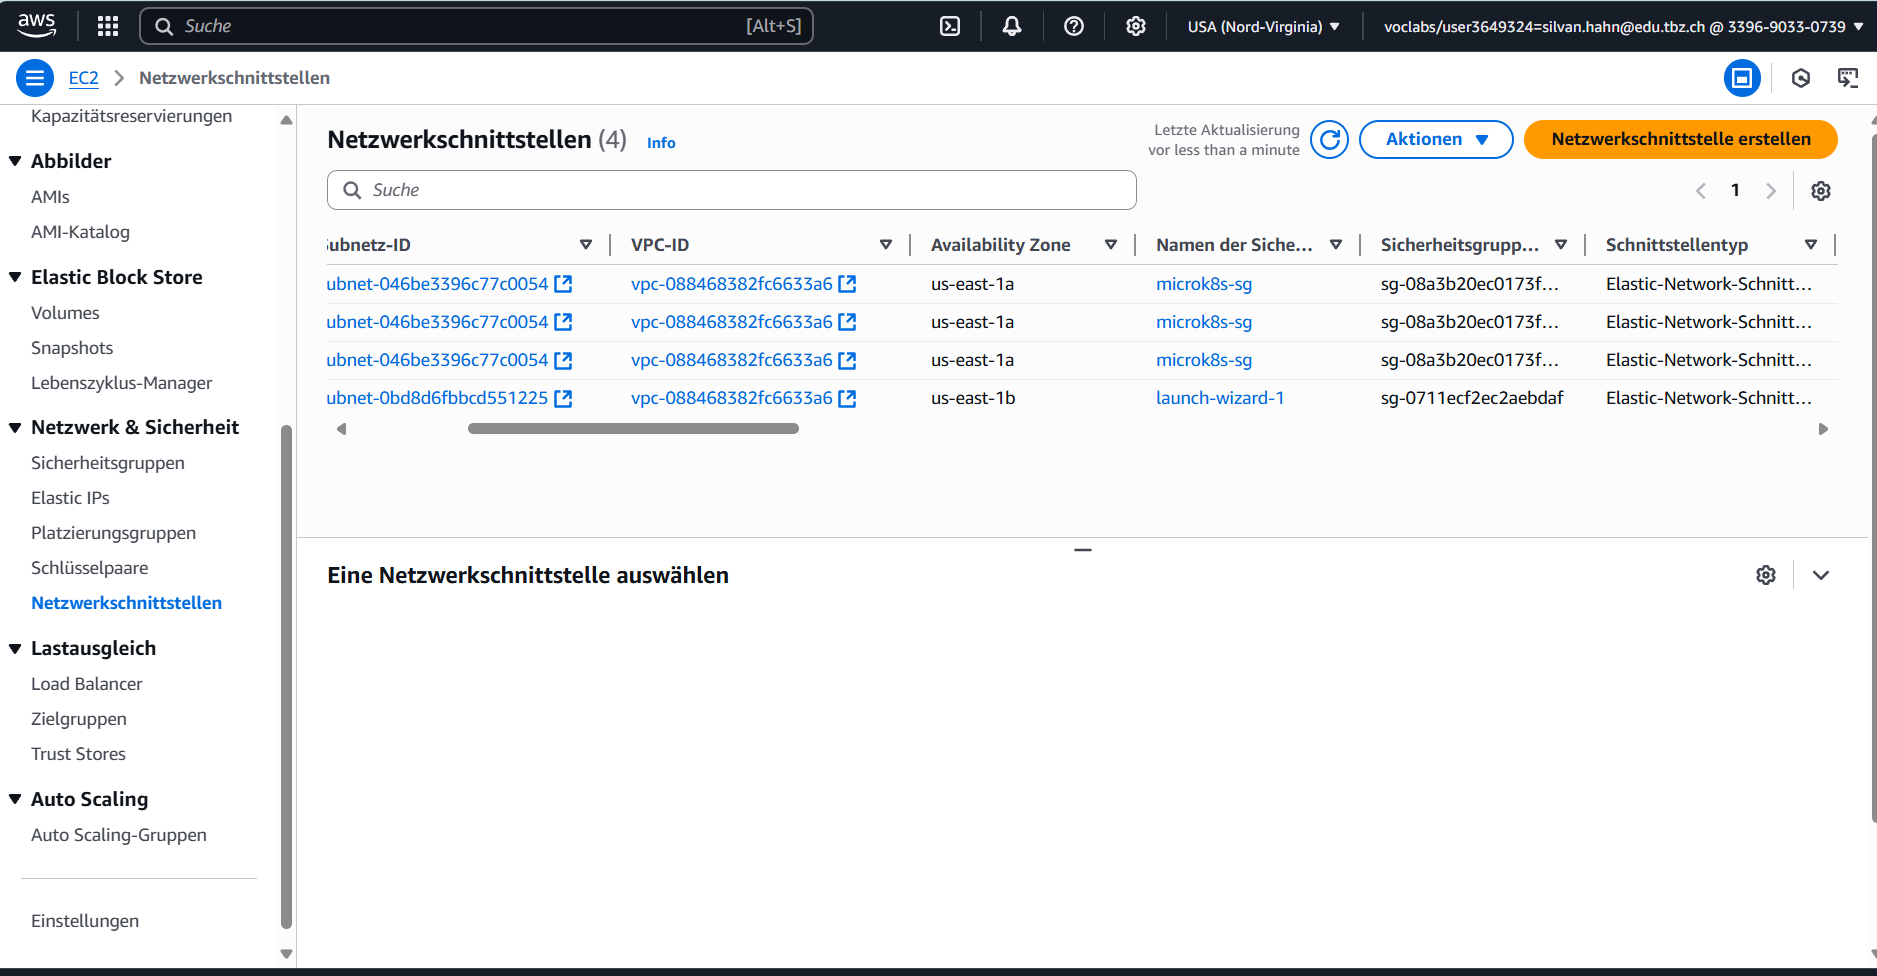 aws
Suche [Alt+S]
USA (Nord-Virginia)
voclabs/user3649324=silvan.hahn@edu.tbz.ch @ 3396-9033-0739
EC2 > Netzwerkschnittstellen
Kapazitätsreservierungen
Abbilder
AMIs
AMI-Katalog
Elastic Block Store
Volumes
Snapshots
Lebenszyklus-Manager
Netzwerk & Sicherheit
Sicherheitsgruppen
Elastic IPs
Platzierungsgruppen
Schlüsselpaare
Netzwerkschnittstellen
Lastausgleich
Load Balancer
Zielgruppen
Trust Stores
Auto Scaling
Auto Scaling-Gruppen
Einstellungen
Netzwerkschnittstellen (4) Info
Letzte Aktualisierung
vor less than a minute
Aktionen
Netzwerkschnittstelle erstellen
Suche
1
ubnetz-ID VPC-ID Availability Zone Namen der Siche... Sicherheitsgrupp... Schnittstellentyp
ubnet-046be3396c77c0054 vpc-088468382fc6633a6 us-east-1a microk8s-sg sg-08a3b20ec0173f... Elastic-Network-Schnitt...
ubnet-046be3396c77c0054 vpc-088468382fc6633a6 us-east-1a microk8s-sg sg-08a3b20ec0173f... Elastic-Network-Schnitt...
ubnet-046be3396c77c0054 vpc-088468382fc6633a6 us-east-1a microk8s-sg sg-08a3b20ec0173f... Elastic-Network-Schnitt...
ubnet-0bd8d6fbbcd551225 vpc-088468382fc6633a6 us-east-1b launch-wizard-1 sg-0711ecf2ec2aebdaf Elastic-Network-Schnitt...
Eine Netzwerkschnittstelle auswählen